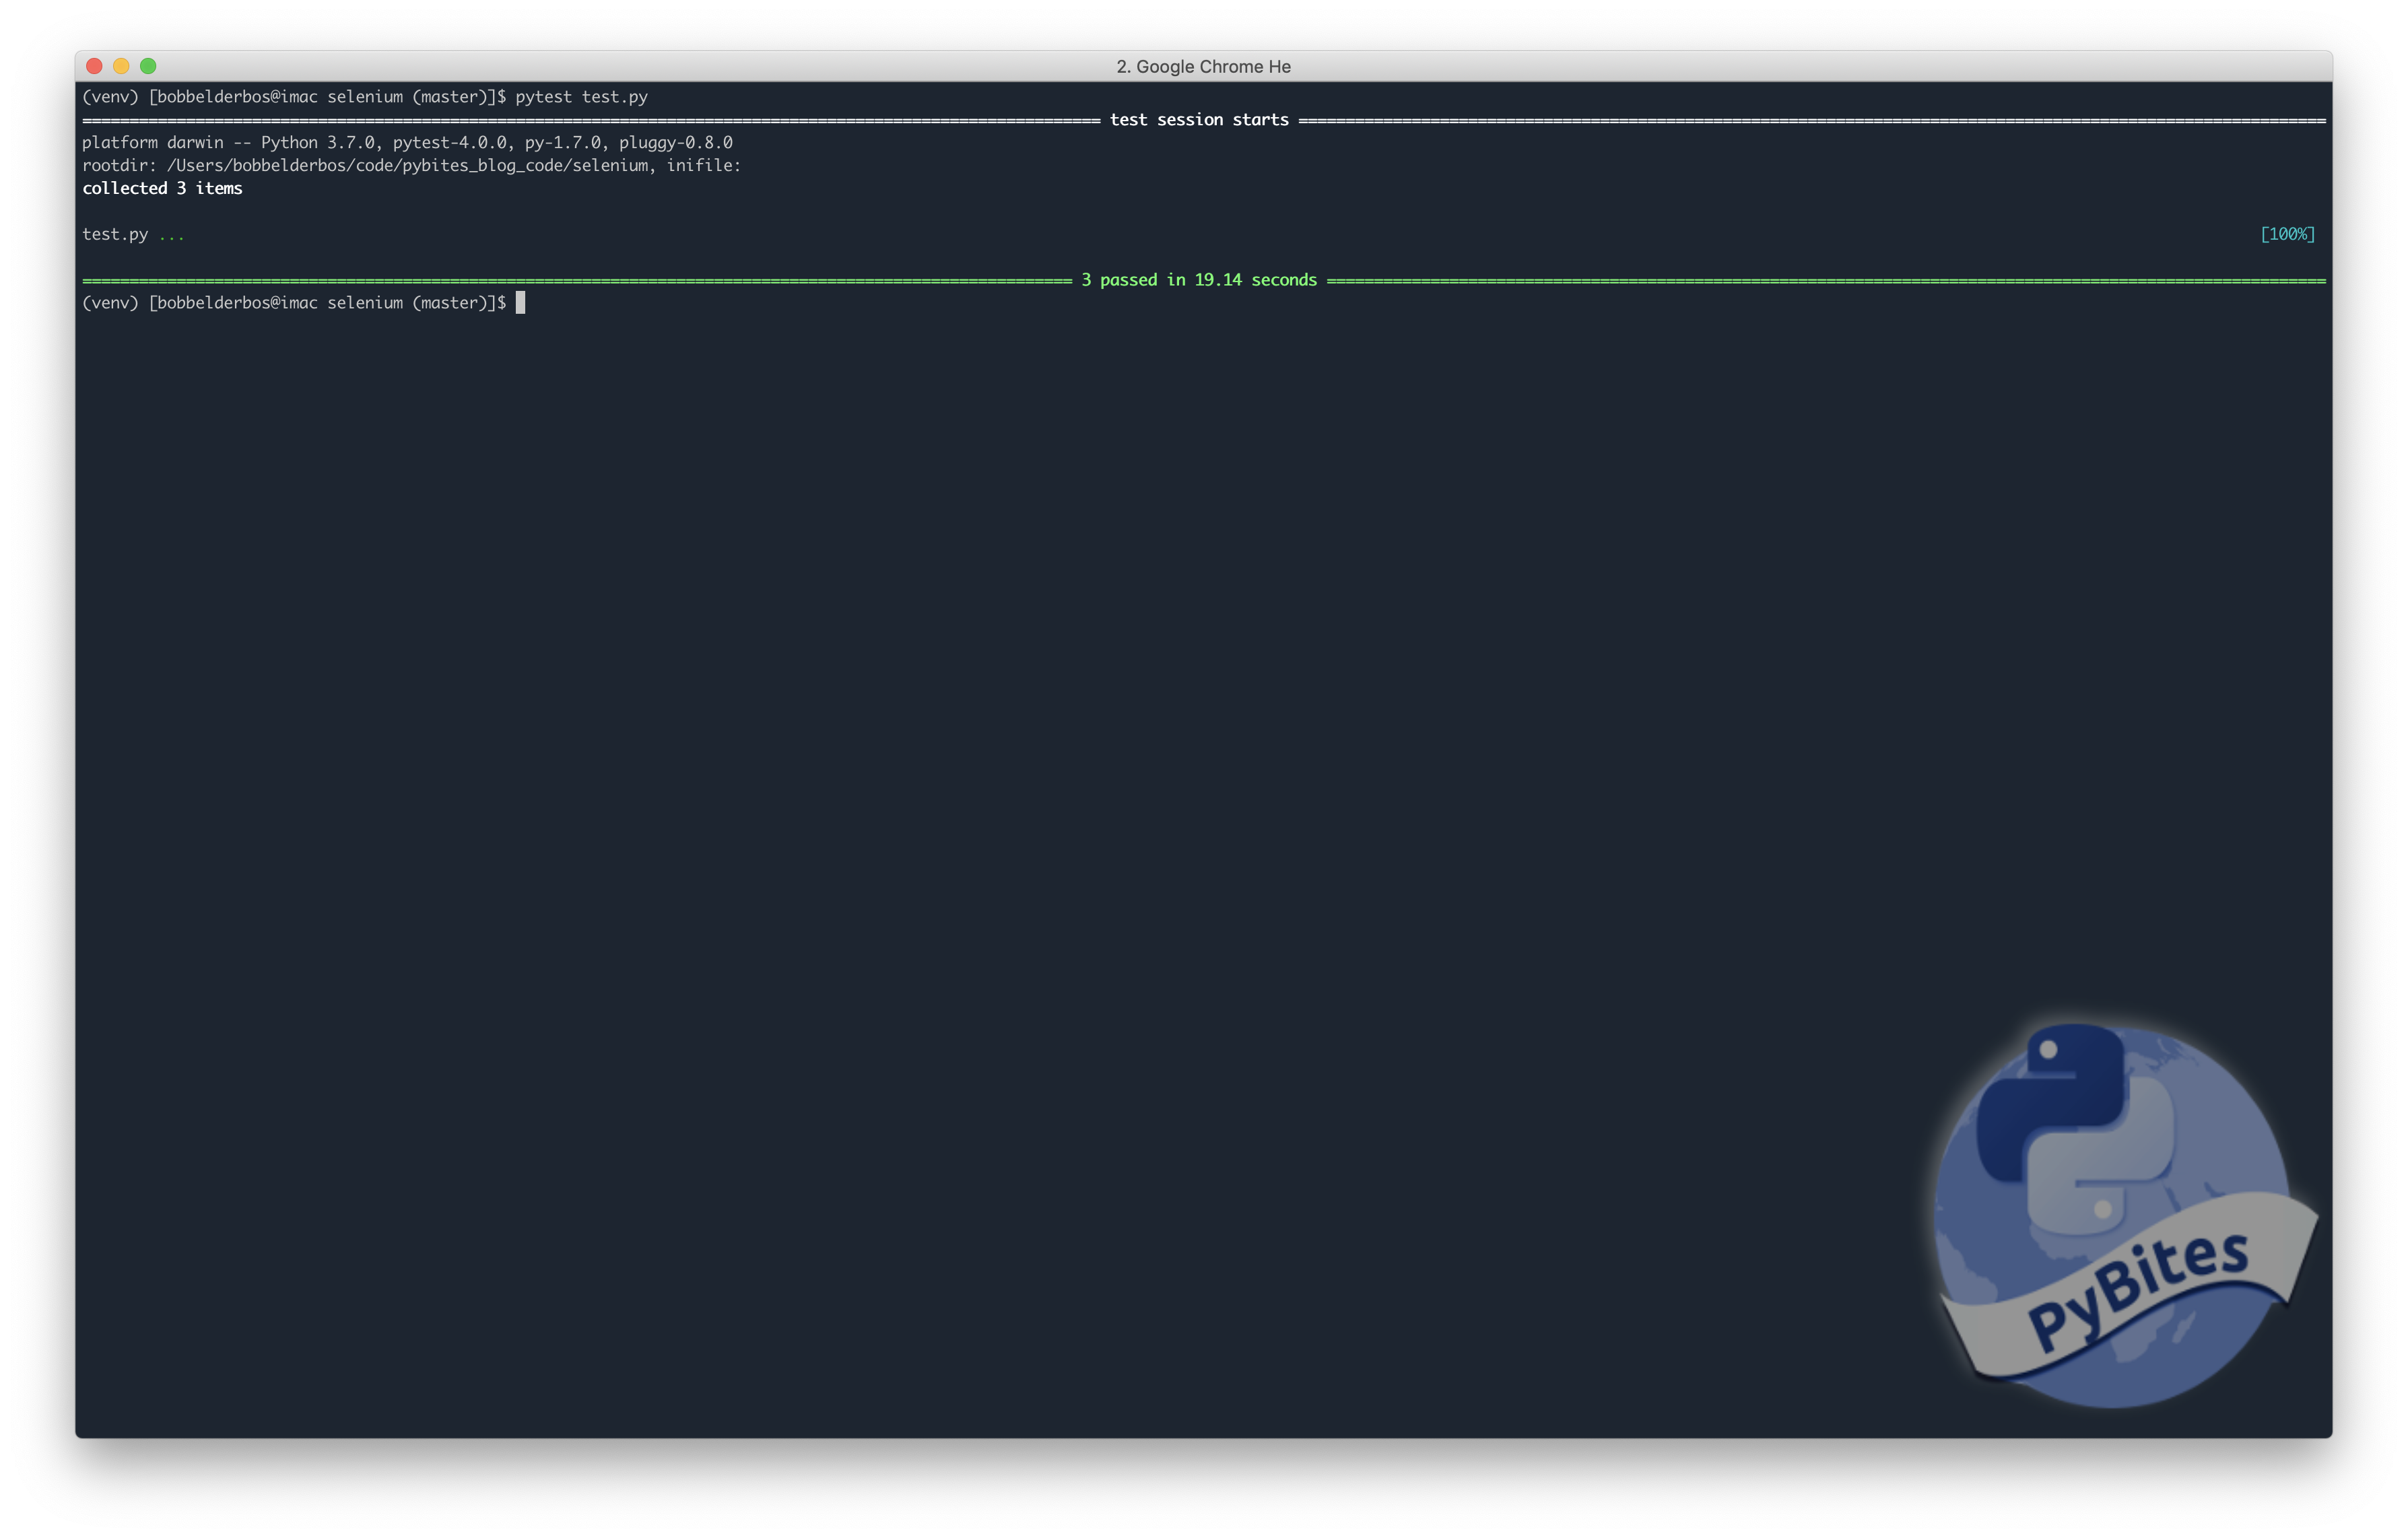 2. Google Chrome He
(venv) [bobbelderbos@imac selenium (master)]$ pytest test.py
test session starts
platform darwin -- Python 3.7.0, pytest-4.0.0, py-1.7.0, pluggy-0.8.0
rootdir: /Users/bobbelderbos/code/pybites_blog_code/selenium, inifile:
collected 3 items
test.py ... [100%]
3 passed in 19.14 seconds
(venv) [bobbelderbos@imac selenium (master)]$
PyBites